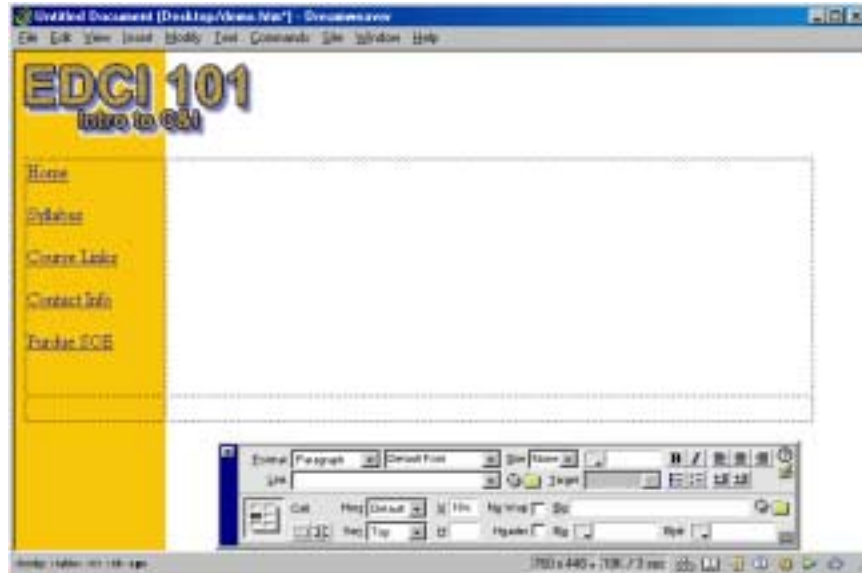 Untitled Document (Desktop/demo.htm*) - Dreamweaver
File Edit View Insert Modify Text Commands Site Window Help
EDCI 101
Intro to C&I
Home
Syllabus
Course Links
Contact Info
Purdue SOE
Format Paragraph Default Font Size None B I
Link Target
Cell Horz Default W No Wrap Bg
Vert Top H Header Bg Brdr